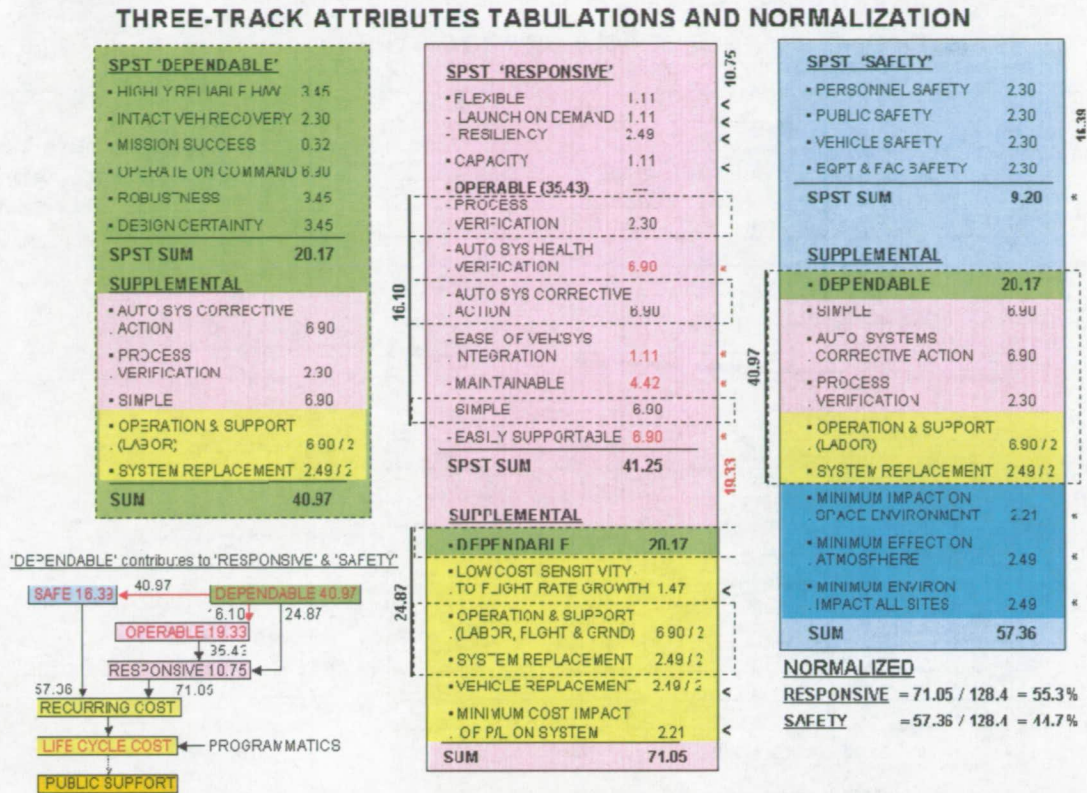 THREE-TRACK ATTRIBUTES TABULATIONS AND NORMALIZATION
SPST 'DEPENDABLE'
• HIGHLY RELIABLE H/W 3.45
• INTACT VEH RECOVERY 2.30
• MISSION SUCCESS 0.62
• OPERATE ON COMMAND 6.90
• ROBUSTNESS 3.45
• DESIGN CERTAINTY 3.45
SPST SUM 20.17
SUPPLEMENTAL
• AUTO SYS CORRECTIVE
. ACTION 6.90
• PROCESS
. VERIFICATION 2.30
• SIMPLE 6.90
• OPERATION & SUPPORT
. (LABOR) 6.90 / 2
• SYSTEM REPLACEMENT 2.49 / 2
SUM 40.97
'DEPENDABLE' contributes to 'RESPONSIVE' & 'SAFETY'
SAFE 16.39
40.97
DEPENDABLE 40.97
16.10
24.87
OPERABLE 19.33
35.43
RESPONSIVE 10.75
57.36
71.05
RECURRING COST
LIFE CYCLE COST
PROGRAMMATICS
PUBLIC SUPPORT
SPST 'RESPONSIVE'
• FLEXIBLE 1.11
- LAUNCH ON DEMAND 1.11
- RESILIENCY 2.49
• CAPACITY 1.11
• OPERABLE (35.43) ---
- PROCESS
. VERIFICATION 2.30
- AUTO SYS HEALTH
. VERIFICATION 6.90 *
- AUTO SYS CORRECTIVE
. ACTION 6.90
- EASE OF VEH/SYS
INTEGRATION 1.11 *
- MAINTAINABLE 4.42 *
SIMPLE 6.90
- EASILY SUPPORTABLE 6.90 *
SPST SUM 41.25
SUPPLEMENTAL
• DEPENDABLE 20.17
• LOW COST SENSITIVITY
. TO FLIGHT RATE GROWTH 1.47 <
• OPERATION & SUPPORT
. (LABOR, FLGHT & GRND) 6.90 / 2
• SYSTEM REPLACEMENT 2.49 / 2
• VEHICLE REPLACEMENT 2.49 / 2 <
• MINIMUM COST IMPACT
. OF P/L ON SYSTEM 2.21 <
SUM 71.05
10.75
< < < <
16.10
19.33
24.87
SPST 'SAFETY'
• PERSONNEL SAFETY 2.30
• PUBLIC SAFETY 2.30
• VEHICLE SAFETY 2.30
• EQPT & FAC SAFETY 2.30
SPST SUM 9.20 *
16.39
SUPPLEMENTAL
• DEPENDABLE 20.17
• SIMPLE 6.90
• AUTO SYSTEMS
. CORRECTIVE ACTION 6.90
• PROCESS
. VERIFICATION 2.30
• OPERATION & SUPPORT
. (LABOR) 6.90 / 2
• SYSTEM REPLACEMENT 2.49 / 2
40.97
• MINIMUM IMPACT ON
. SPACE ENVIRONMENT 2.21 *
• MINIMUM EFFECT ON
. ATMOSPHERE 2.49 *
• MINIMUM ENVIRON
. IMPACT ALL SITES 2.49 *
SUM 57.36
NORMALIZED
RESPONSIVE = 71.05 / 128.4 = 55.3%
SAFETY = 57.36 / 128.4 = 44.7%